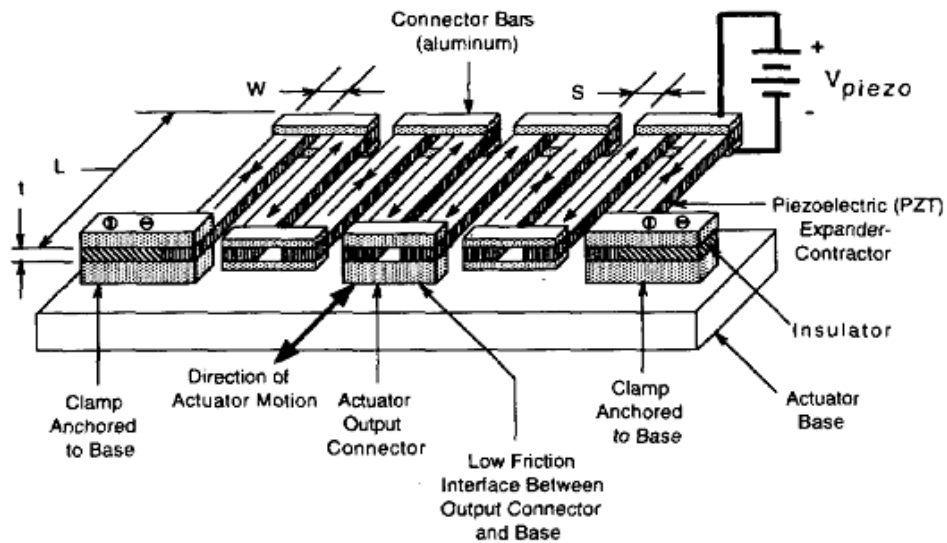 Connector Bars
(aluminum)
W
S
+
V piezo
-
L
t
Piezoelectric (PZT)
Expander-
Contractor
Insulator
Direction of
Actuator Motion
Clamp
Anchored
to Base
Actuator
Output
Connector
Low Friction
Interface Between
Output Connector
and Base
Clamp
Anchored
to Base
Actuator
Base